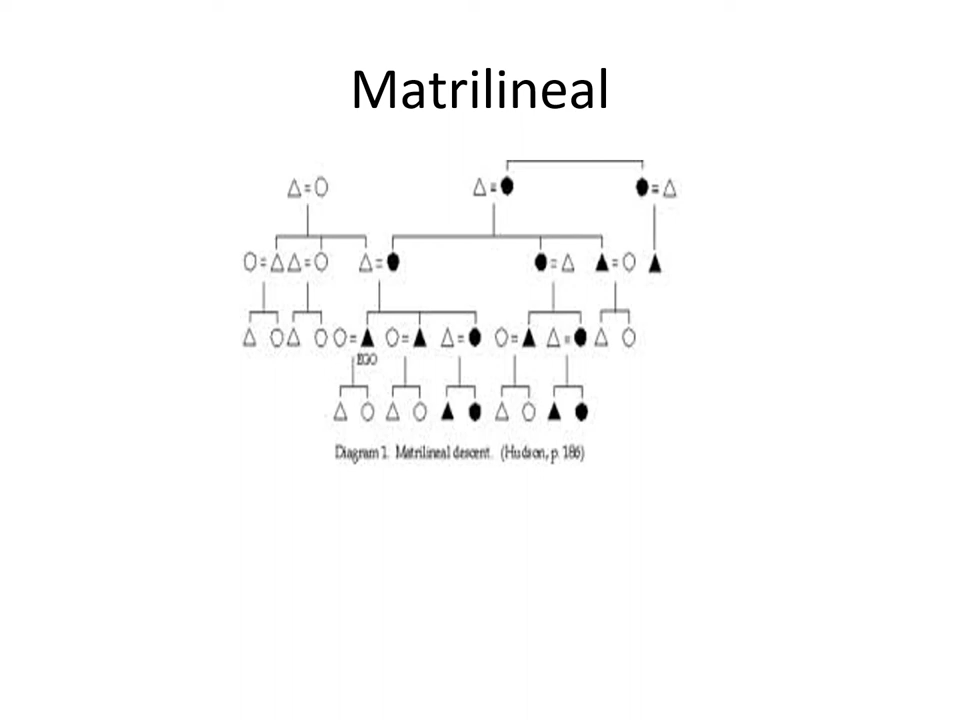 Matrilineal
EGO
Diagram 1. Matrilineal descent. (Hudson, p. 186)